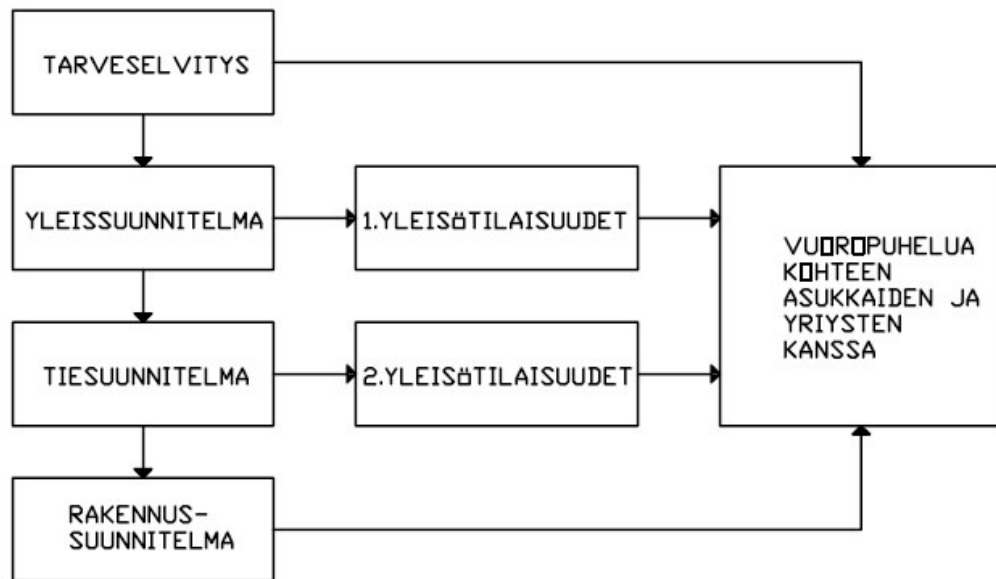 TARVESELVITYS
YLEISSUUNNITELMA
1.YLEISÖTILAISUUDET
VUOROPUHELUA
KOHTEEN
ASUKKAIDEN JA
YRIYSTEN
KANSSA
TIESUUNNITELMA
2.YLEISÖTILAISUUDET
RAKENNUS-
SUUNNITELMA